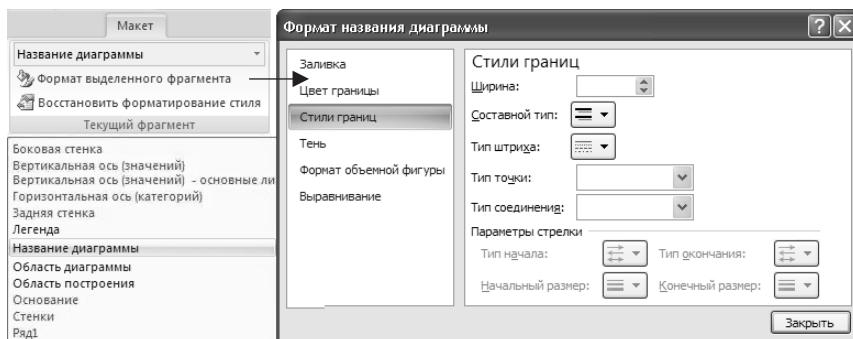 Макет
Название диаграммы
Формат выделенного фрагмента
Восстановить форматирование стиля
Текущий фрагмент
Боковая стенка
Вертикальная ось (значений)
Вертикальная ось (значений) - основные ли
Горизонтальная ось (категорий)
Задняя стенка
Легенда
Название диаграммы
Область диаграммы
Область построения
Основание
Стенки
Ряд1
Формат названия диаграммы
Заливка
Цвет границы
Стили границ
Тень
Формат объемной фигуры
Выравнивание
Стили границ
Ширина:
Составной тип:
Тип штриха:
Тип точки:
Тип соединения:
Параметры стрелки
Тип начала: Тип окончания:
Начальный размер: Конечный размер:
Закрыть